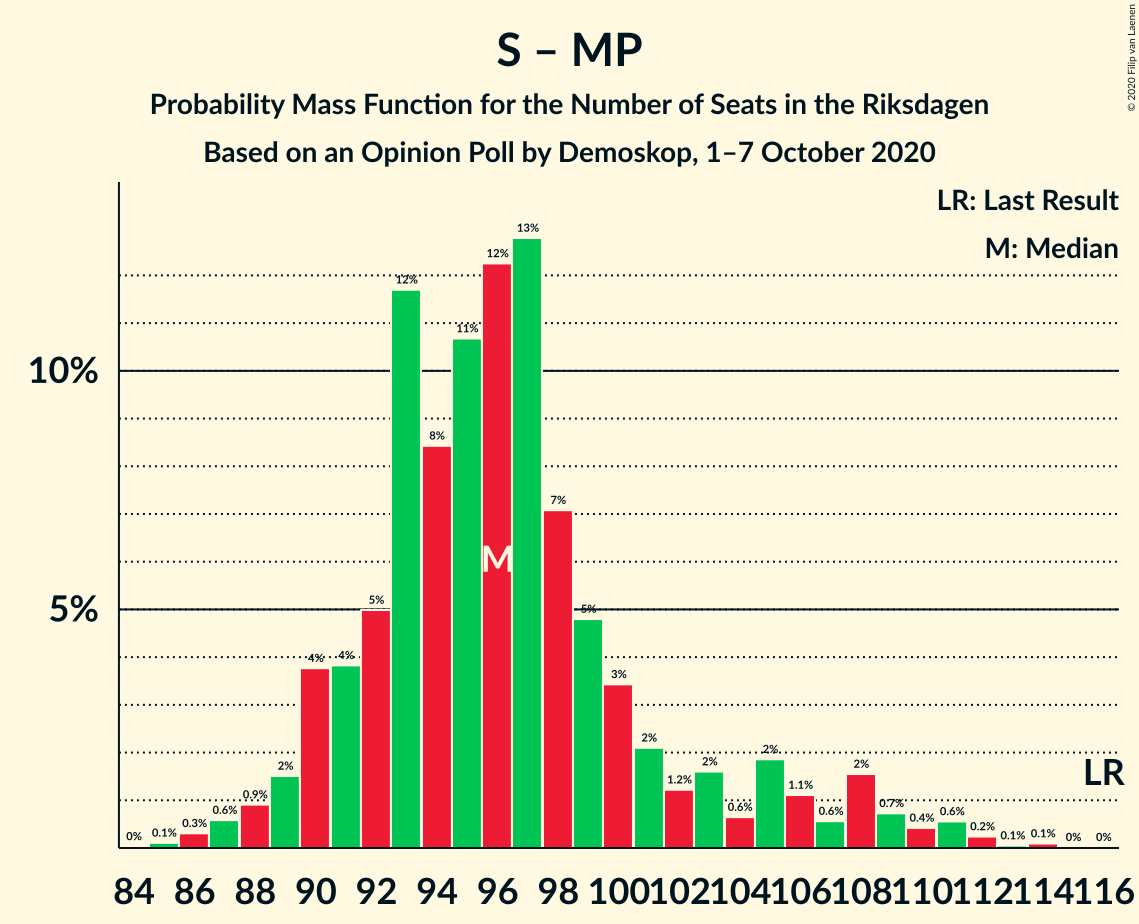 S – MP
Probability Mass Function for the Number of Seats in the Riksdagen
Based on an Opinion Poll by Demoskop, 1–7 October 2020
© 2020 Filip van Laenen
LR: Last Result
M: Median
10%
5%
0% 0.1% 0.3% 0.6% 0.9% 2% 4% 4% 5% 12% 8% 11% 12% 13% 7% 5% 3% 2% 1.2% 2% 0.6% 2% 1.1% 0.6% 2% 0.7% 0.4% 0.6% 0.2% 0.1% 0.1% 0% 0%
M
LR
84 86 88 90 92 94 96 98 100 102 104 106 108 110 112 114 116